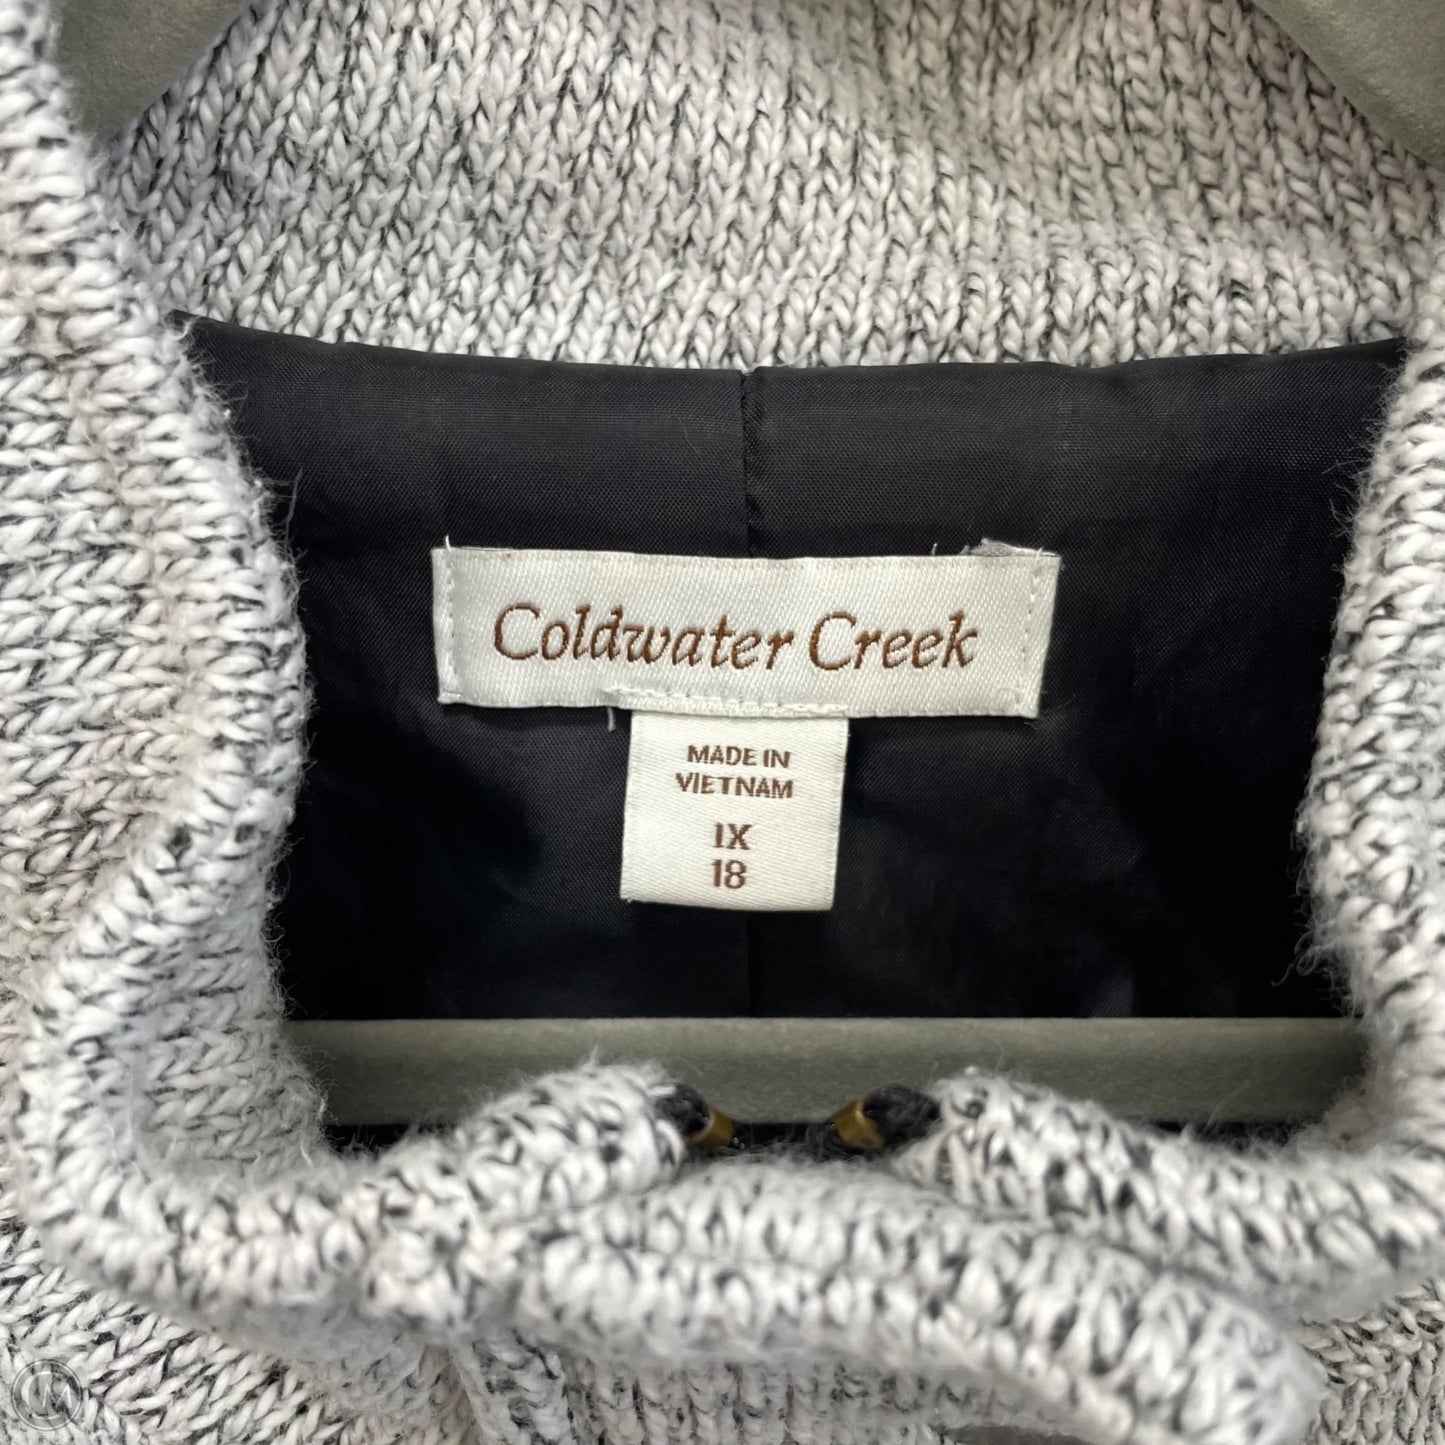 Coldwater Creek
MADE IN
VIETNAM
1X
18